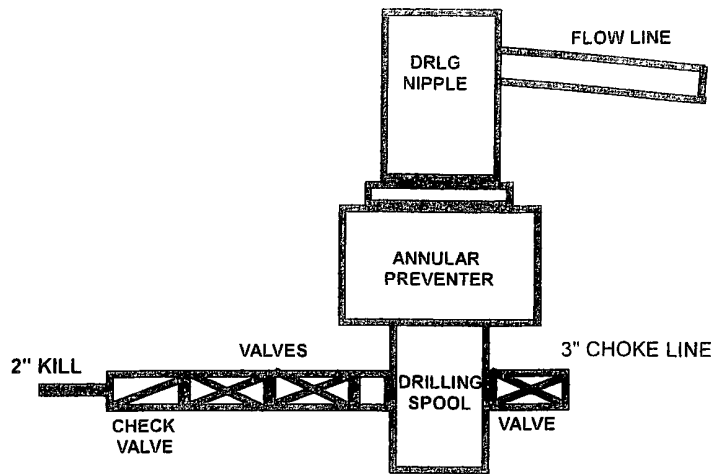 FLOW LINE
DRLG
NIPPLE
ANNULAR
PREVENTER
VALVES
3" CHOKE LINE
2" KILL
DRILLING
SPOOL
CHECK
VALVE
VALVE